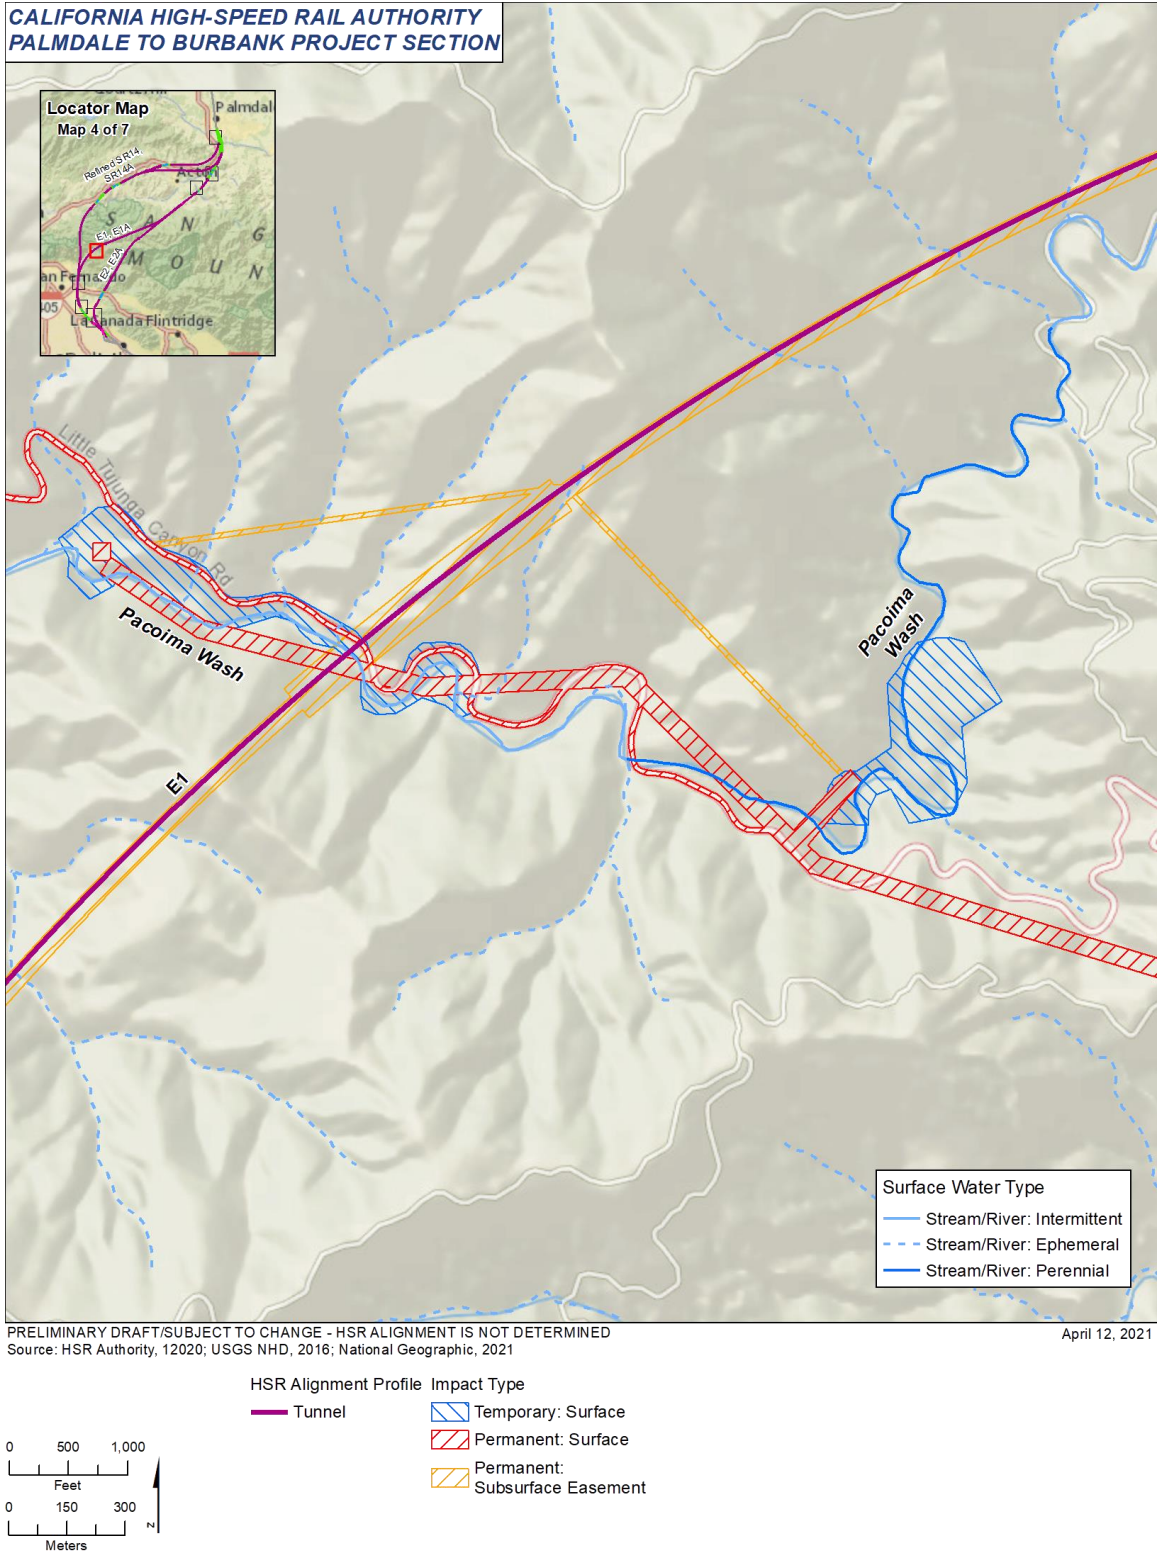 CALIFORNIA HIGH-SPEED RAIL AUTHORITY
PALMDALE TO BURBANK PROJECT SECTION
Locator Map
Map 4 of 7
Palmdal
Refined SR14,
SR14A
Acton
SAN G
E1, E1A
MOUN
E2, E2A
an Fernando
405
La Canada Flintridge
Little Tujunga Canyon Rd
Pacoima Wash
Pacoima
Wash
E1
Surface Water Type
Stream/River: Intermittent
Stream/River: Ephemeral
Stream/River: Perennial
PRELIMINARY DRAFT/SUBJECT TO CHANGE - HSR ALIGNMENT IS NOT DETERMINED
April 12, 2021
Source: HSR Authority, 12020; USGS NHD, 2016; National Geographic, 2021
HSR Alignment Profile
Tunnel
Impact Type
Temporary: Surface
Permanent: Surface
Permanent:
Subsurface Easement
0 500 1,000
Feet
0 150 300
Meters
Z